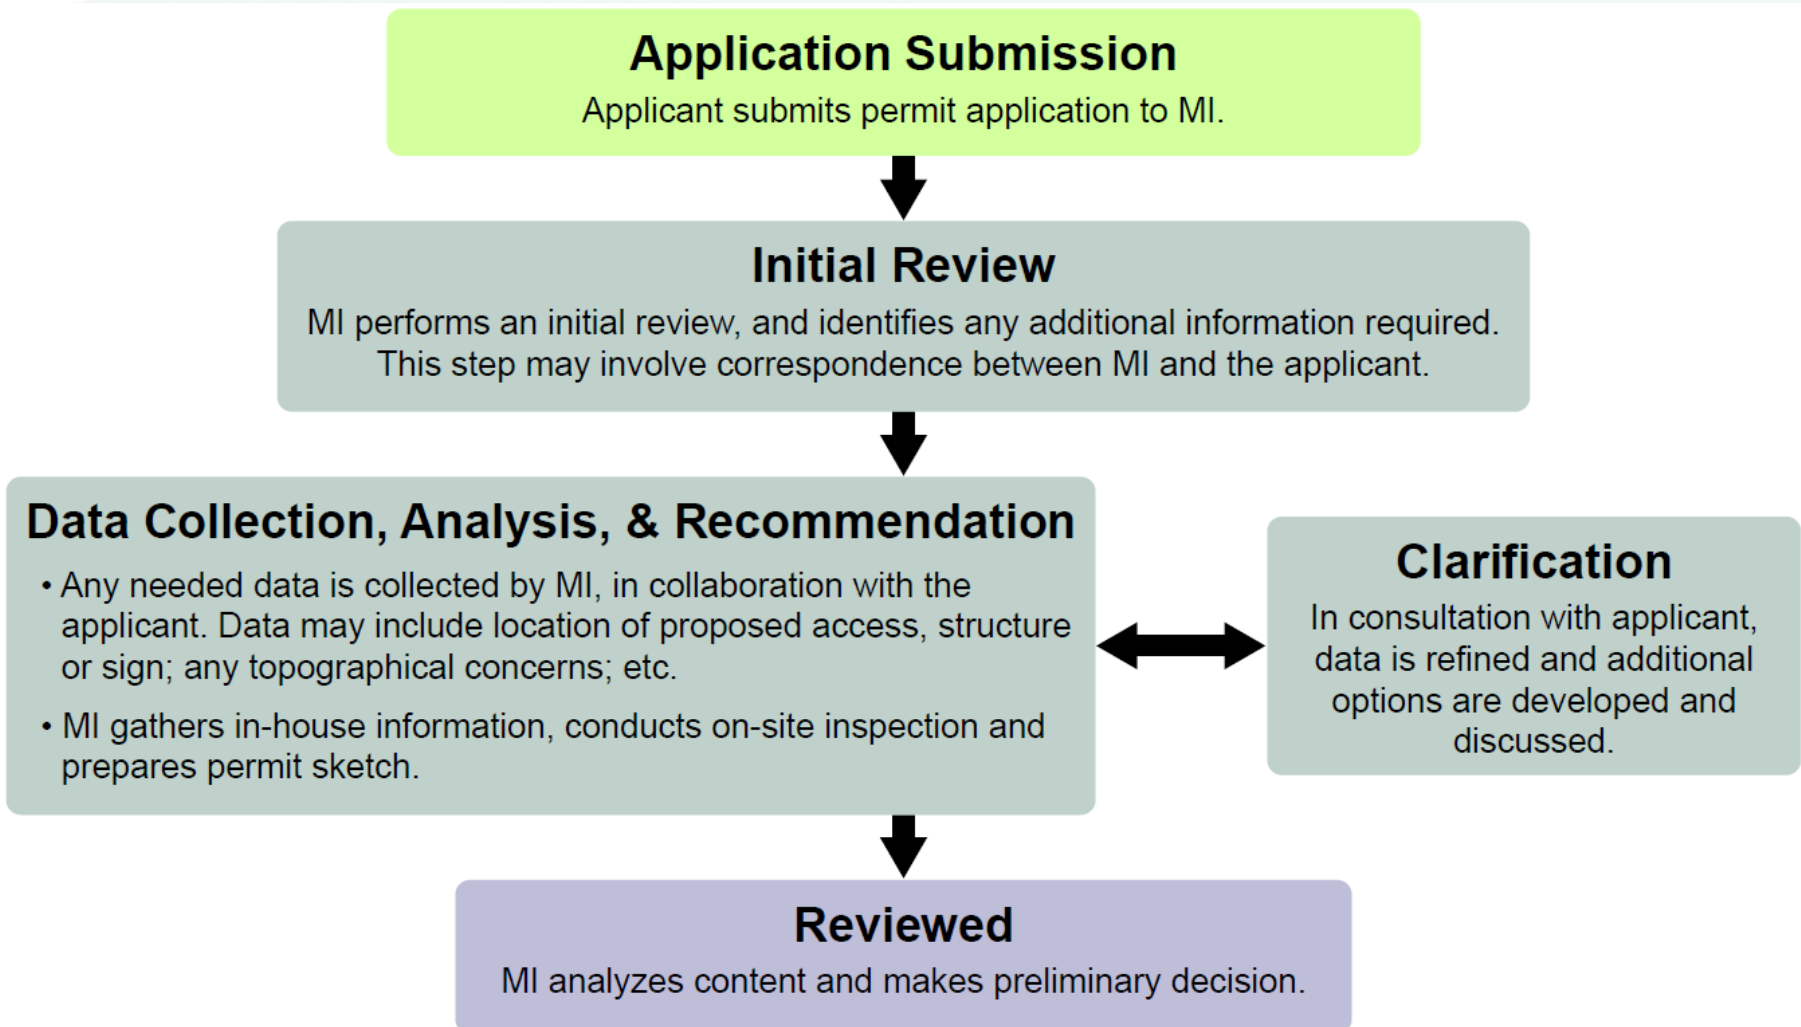 Application Submission
Applicant submits permit application to MI.
Initial Review
MI performs an initial review, and identifies any additional information required.
This step may involve correspondence between MI and the applicant.
Data Collection, Analysis, & Recommendation
• Any needed data is collected by MI, in collaboration with the
applicant. Data may include location of proposed access, structure
or sign; any topographical concerns; etc.
• MI gathers in-house information, conducts on-site inspection and
prepares permit sketch.
Clarification
In consultation with applicant,
data is refined and additional
options are developed and
discussed.
Reviewed
MI analyzes content and makes preliminary decision.